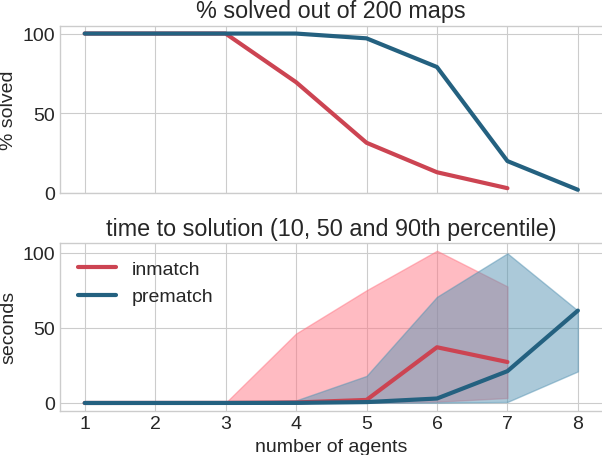 % solved out of 200 maps
100
50
0
% solved
time to solution (10, 50 and 90th percentile)
100
50
0
seconds
inmatch
prematch
1 2 3 4 5 6 7 8
number of agents